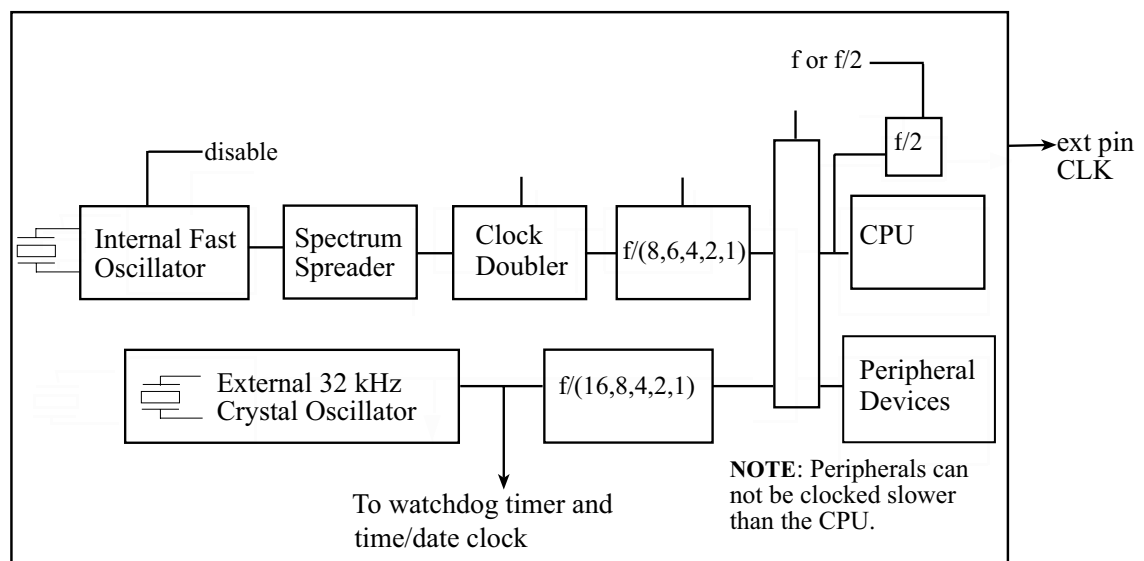 f or f/2
f/2
ext pin
CLK
disable
Internal Fast
Oscillator
Spectrum
Spreader
Clock
Doubler
f/(8,6,4,2,1)
CPU
External 32 kHz
Crystal Oscillator
f/(16,8,4,2,1)
Peripheral
Devices
NOTE: Peripherals can
not be clocked slower
than the CPU.
To watchdog timer and
time/date clock